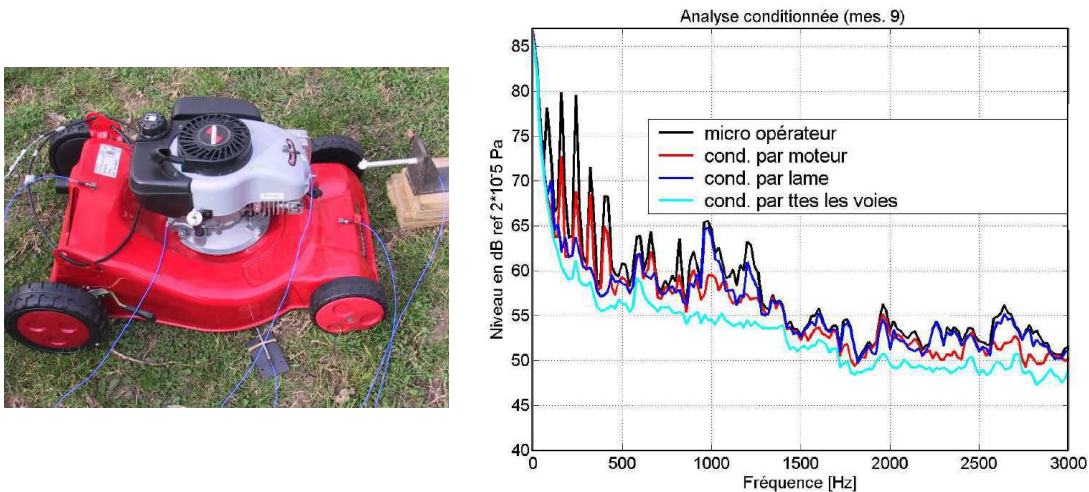 Analyse conditionnée (mes. 9)
Niveau en dB ref 2*10⁻5 Pa
85
80
75
70
65
60
55
50
45
40
micro opérateur
cond. par moteur
cond. par lame
cond. par ttes les voies
0 500 1000 1500 2000 2500 3000
Fréquence [Hz]